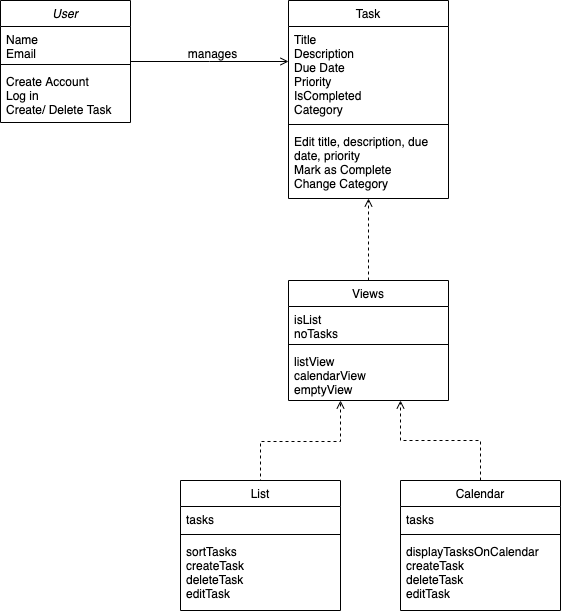 User
Name
Email
Create Account
Log in
Create/ Delete Task
manages
Task
Title
Description
Due Date
Priority
IsCompleted
Category
Edit title, description, due
date, priority
Mark as Complete
Change Category
Views
isList
noTasks
listView
calendarView
emptyView
List
tasks
sortTasks
createTask
deleteTask
editTask
Calendar
tasks
displayTasksOnCalendar
createTask
deleteTask
editTask